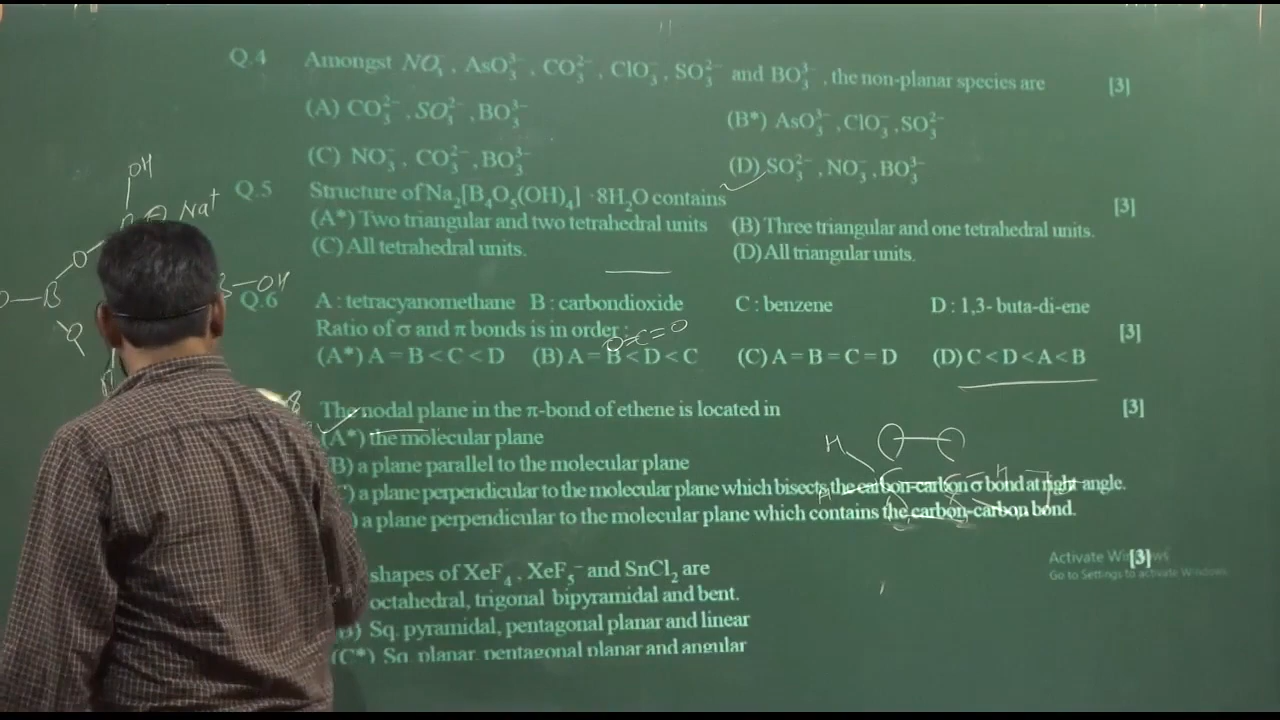 Q.4 Amongst NO₃⁻, AsO₃³⁻, CO₃²⁻, ClO₃⁻, SO₃²⁻ and BO₃³⁻, the non-planar species are [3]
(A) CO₃²⁻, SO₃²⁻, BO₃³⁻ (B*) AsO₃³⁻, ClO₃⁻, SO₃²⁻
(C) NO₃⁻, CO₃²⁻, BO₃³⁻ (D) SO₃²⁻, NO₃⁻, BO₃³⁻
OH
Q.5 Structure of Na₂[B₄O₅(OH)₄] ·8H₂O contains [3]
Na⁺
(A*) Two triangular and two tetrahedral units (B) Three triangular and one tetrahedral units.
(C) All tetrahedral units. (D) All triangular units.
O
B
B–OH
Q.6 A : tetracyanomethane B : carbondioxide C : benzene D : 1,3- buta-di-ene
Ratio of σ and π bonds is in order : [3]
O=C=O
(A*) A = B < C < D (B) A = B < D < C (C) A = B = C = D (D) C < D < A < B
The nodal plane in the π-bond of ethene is located in [3]
(A*) the molecular plane
H
B) a plane parallel to the molecular plane
) a plane perpendicular to the molecular plane which bisects the carbon-carbon σ bond at right angle.
) a plane perpendicular to the molecular plane which contains the carbon-carbon bond.
[3]
Activate Windows
Go to Settings to activate Windows.
shapes of XeF₄, XeF₅⁻ and SnCl₂ are
octahedral, trigonal bipyramidal and bent.
B) Sq. pyramidal, pentagonal planar and linear
(C*) Sq. planar, pentagonal planar and angular